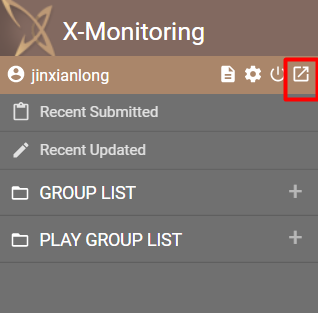 X-Monitoring
jinxianlong
Recent Submitted
Recent Updated
GROUP LIST
PLAY GROUP LIST